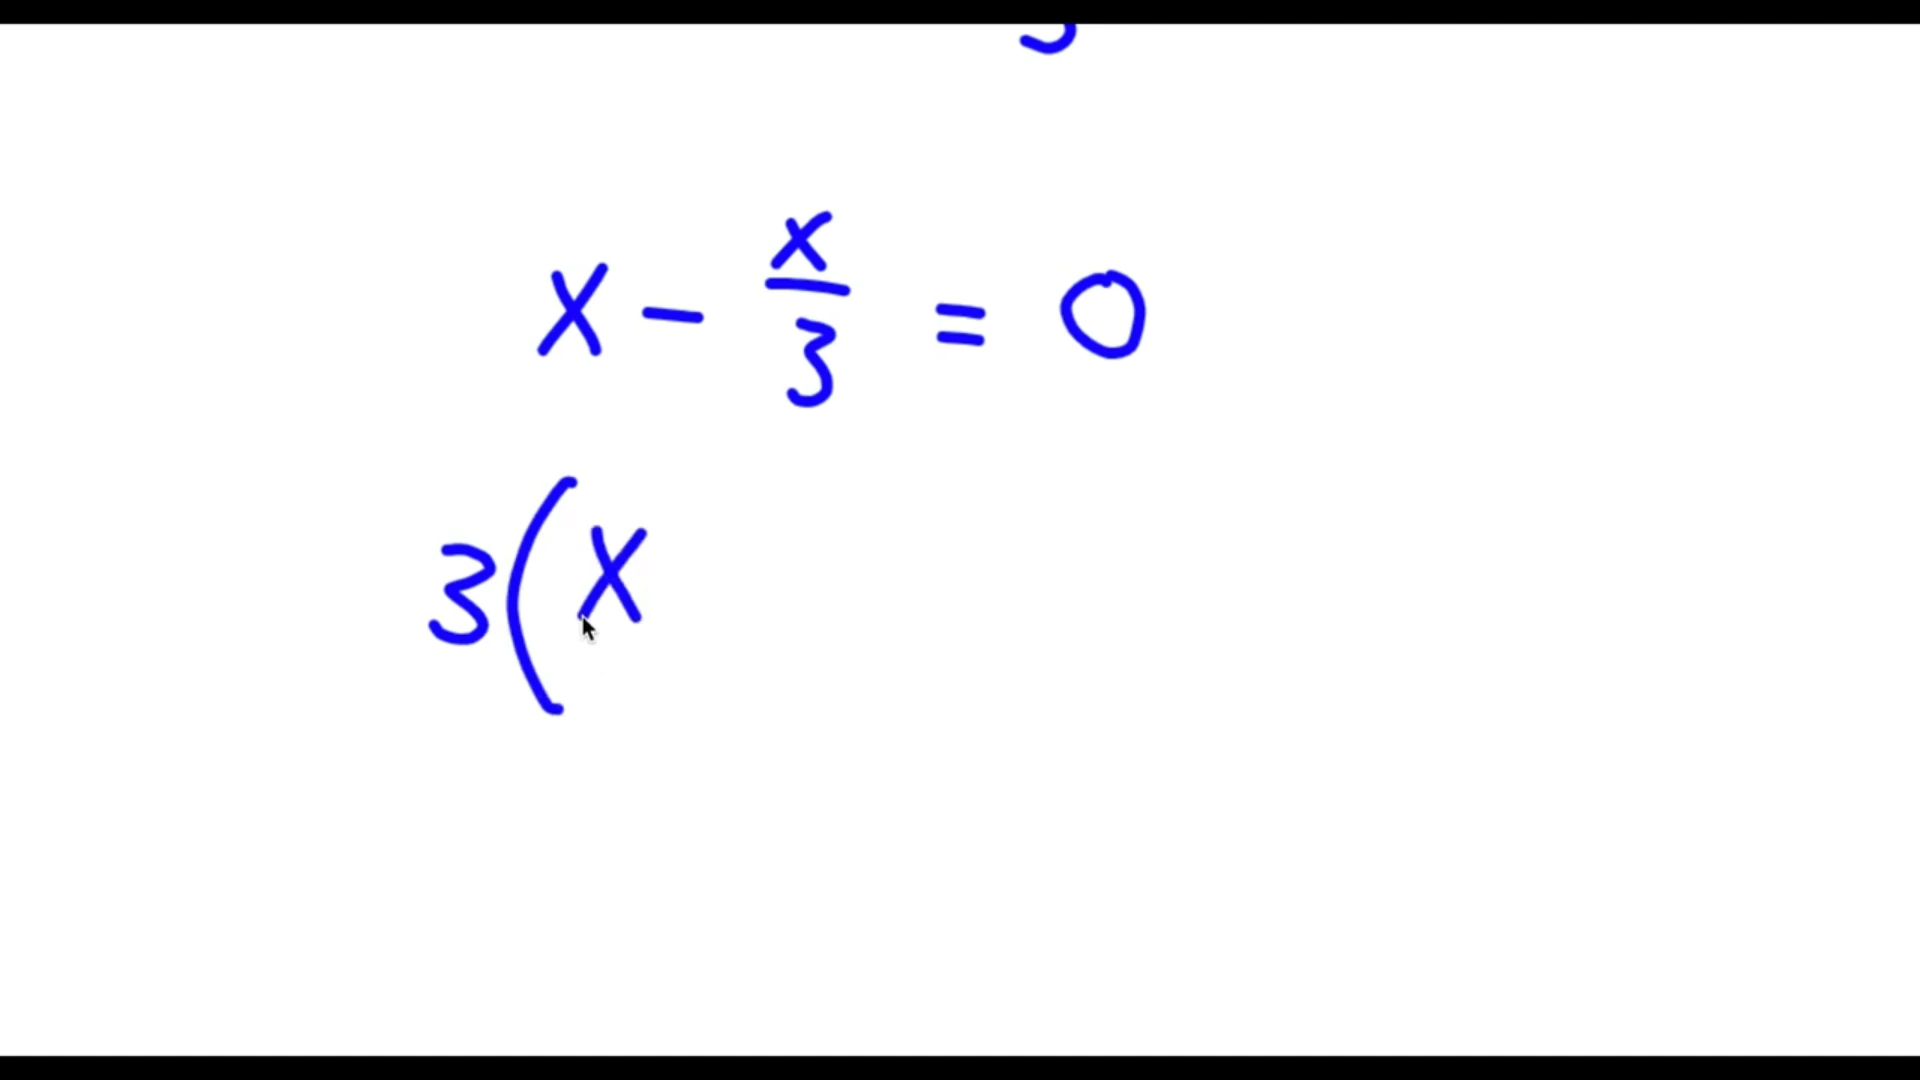 x - x/3 = 0
3(x